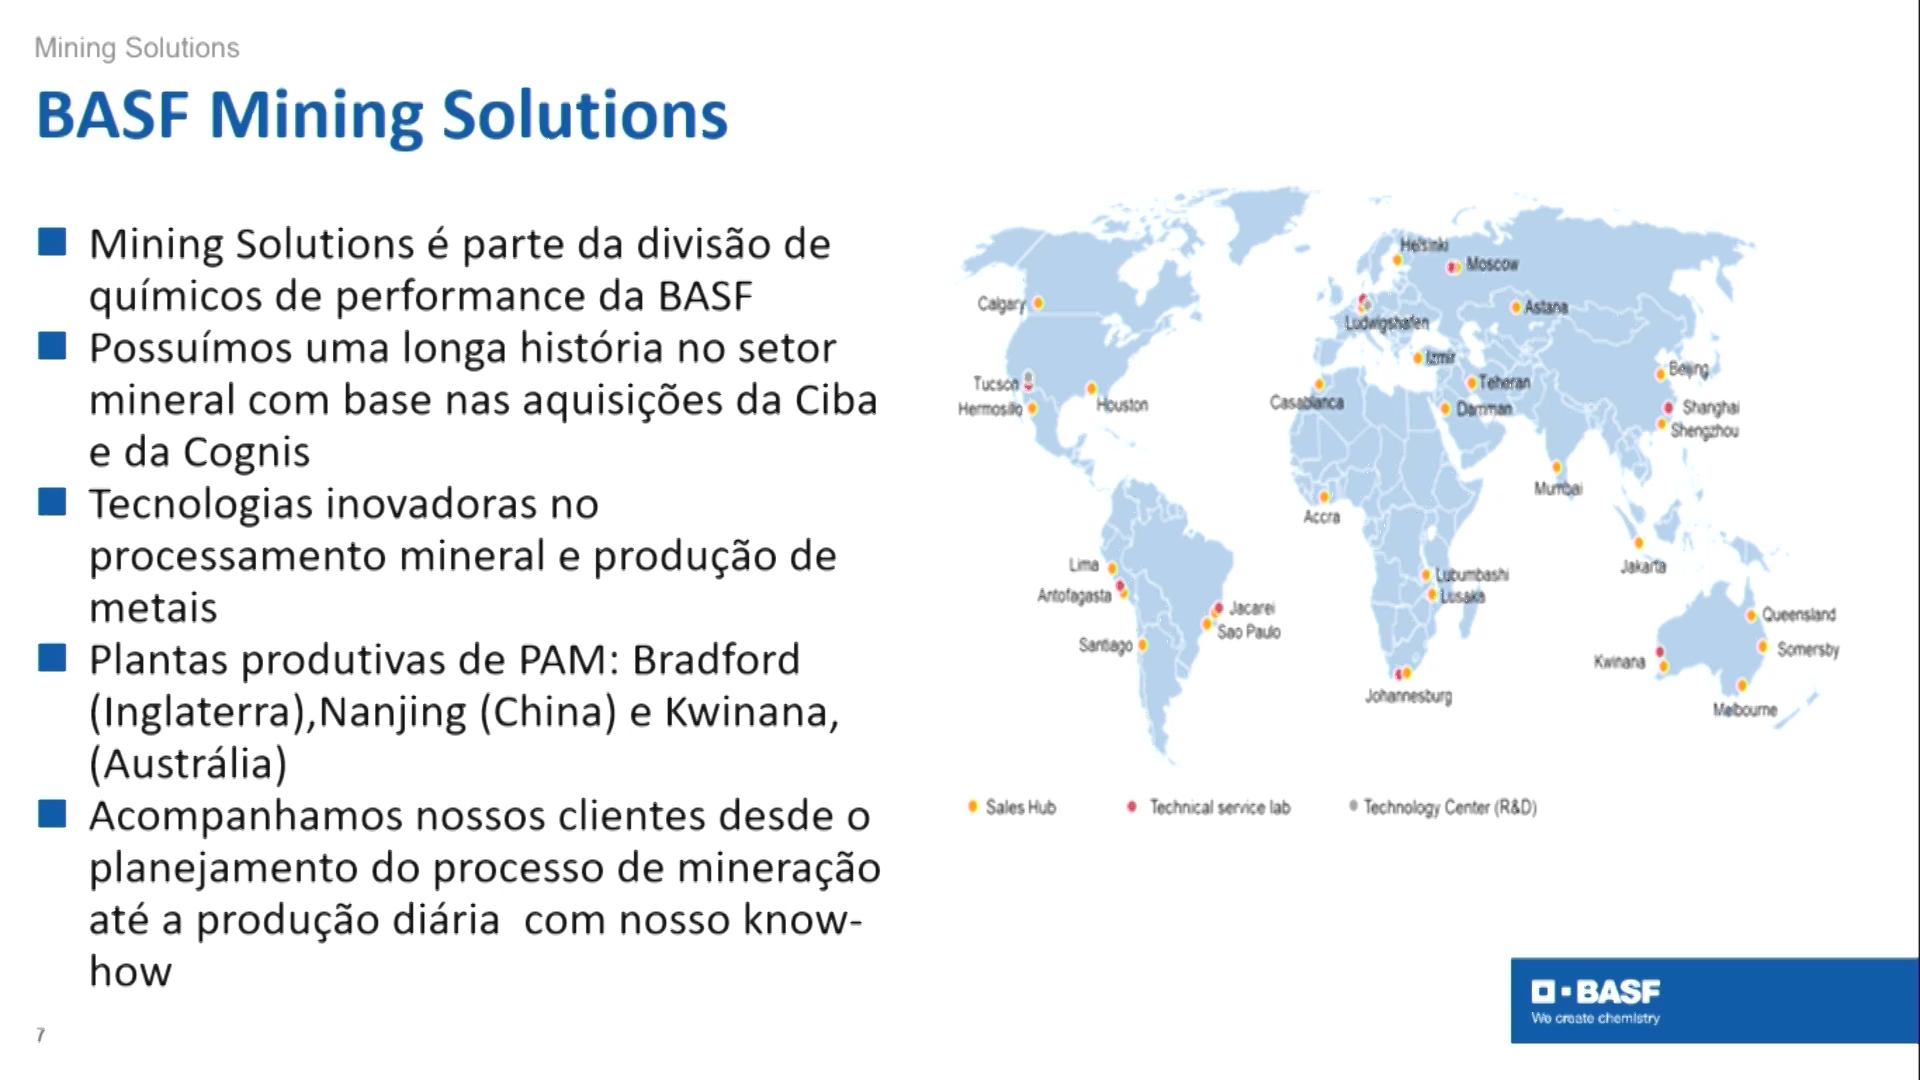 Mining Solutions
BASF Mining Solutions
Mining Solutions é parte da divisão de
químicos de performance da BASF
Possuímos uma longa história no setor
mineral com base nas aquisições da Ciba
e da Cognis
Tecnologias inovadoras no
processamento mineral e produção de
metais
Plantas produtivas de PAM: Bradford
(Inglaterra),Nanjing (China) e Kwinana,
(Austrália)
Acompanhamos nossos clientes desde o
planejamento do processo de mineração
até a produção diária  com nosso know-
how
7
Helsinki
Moscow
Calgary
Ludwigshafen
Astana
Izmir
Beijing
Tucson
Teheran
Hermosillo
Houston
Casablanca
Damman
Shanghai
Shengzhou
Mumbai
Accra
Lima
Jakarta
Antofagasta
Lubumbashi
Lusaka
Jacarei
Sao Paulo
Queensland
Santiago
Somersby
Kwinana
Johannesburg
Melbourne
Sales Hub
Technical service lab
Technology Center (R&D)
BASF
We create chemistry